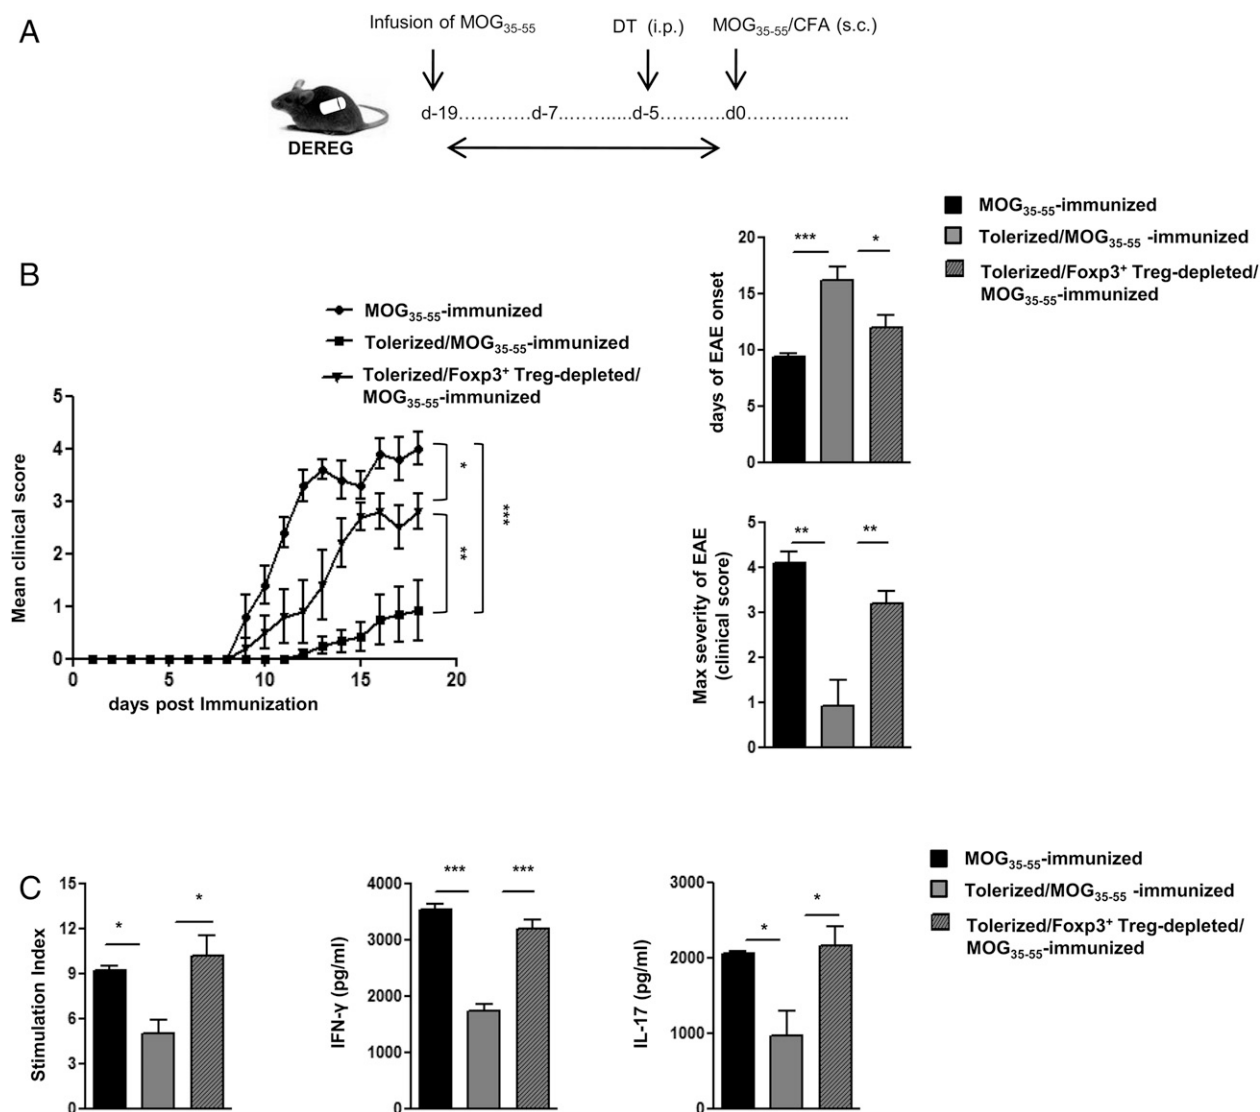 A
Infusion of MOG35-55
DT (i.p.)
MOG35-55/CFA (s.c.)
d-19............d-7.............d-5...........d0.................
DEREG
B
MOG35-55-immunized
Tolerized/MOG35-55-immunized
Tolerized/Foxp3+ Treg-depleted/
MOG35-55-immunized
Mean clinical score
5
4
3
2
1
0
0
5
10
15
20
days post Immunization
*
**
***
days of EAE onset
20
15
10
5
0
***
*
MOG35-55-immunized
Tolerized/MOG35-55 -immunized
Tolerized/Foxp3+ Treg-depleted/
MOG35-55-immunized
Max severity of EAE
(clinical score)
5
4
3
2
1
0
**
**
C
Stimulation Index
15
12
9
6
3
0
*
*
IFN-γ (pg/ml)
4000
3000
2000
1000
0
***
***
IL-17 (pg/ml)
3000
2000
1000
0
*
*
MOG35-55-immunized
Tolerized/MOG35-55 -immunized
Tolerized/Foxp3+ Treg-depleted/
MOG35-55-immunized